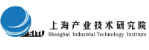 上海产业技术研究院
Shanghai Industrial Technology Institute